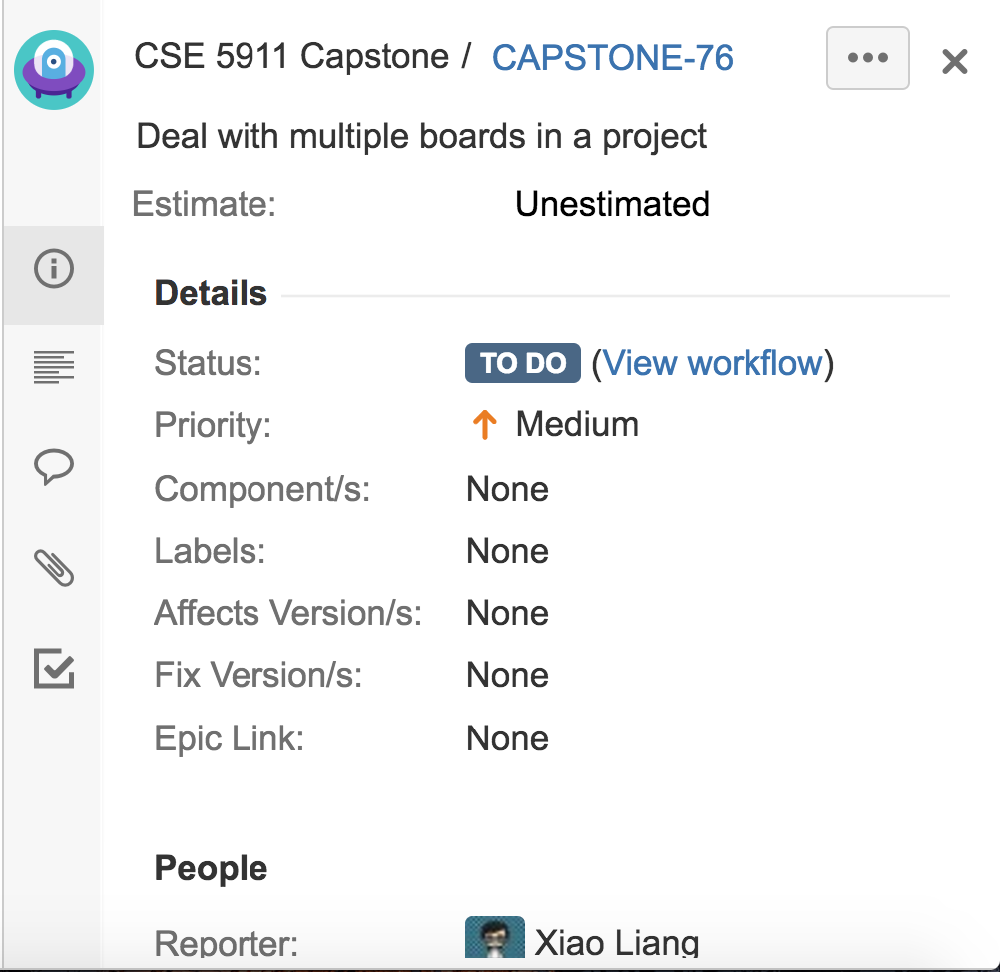 CSE 5911 Capstone / CAPSTONE-76
Deal with multiple boards in a project
Estimate: Unestimated
Details
Status: TO DO (View workflow)
Priority: Medium
Component/s: None
Labels: None
Affects Version/s: None
Fix Version/s: None
Epic Link: None
People
Reporter: Xiao Liang